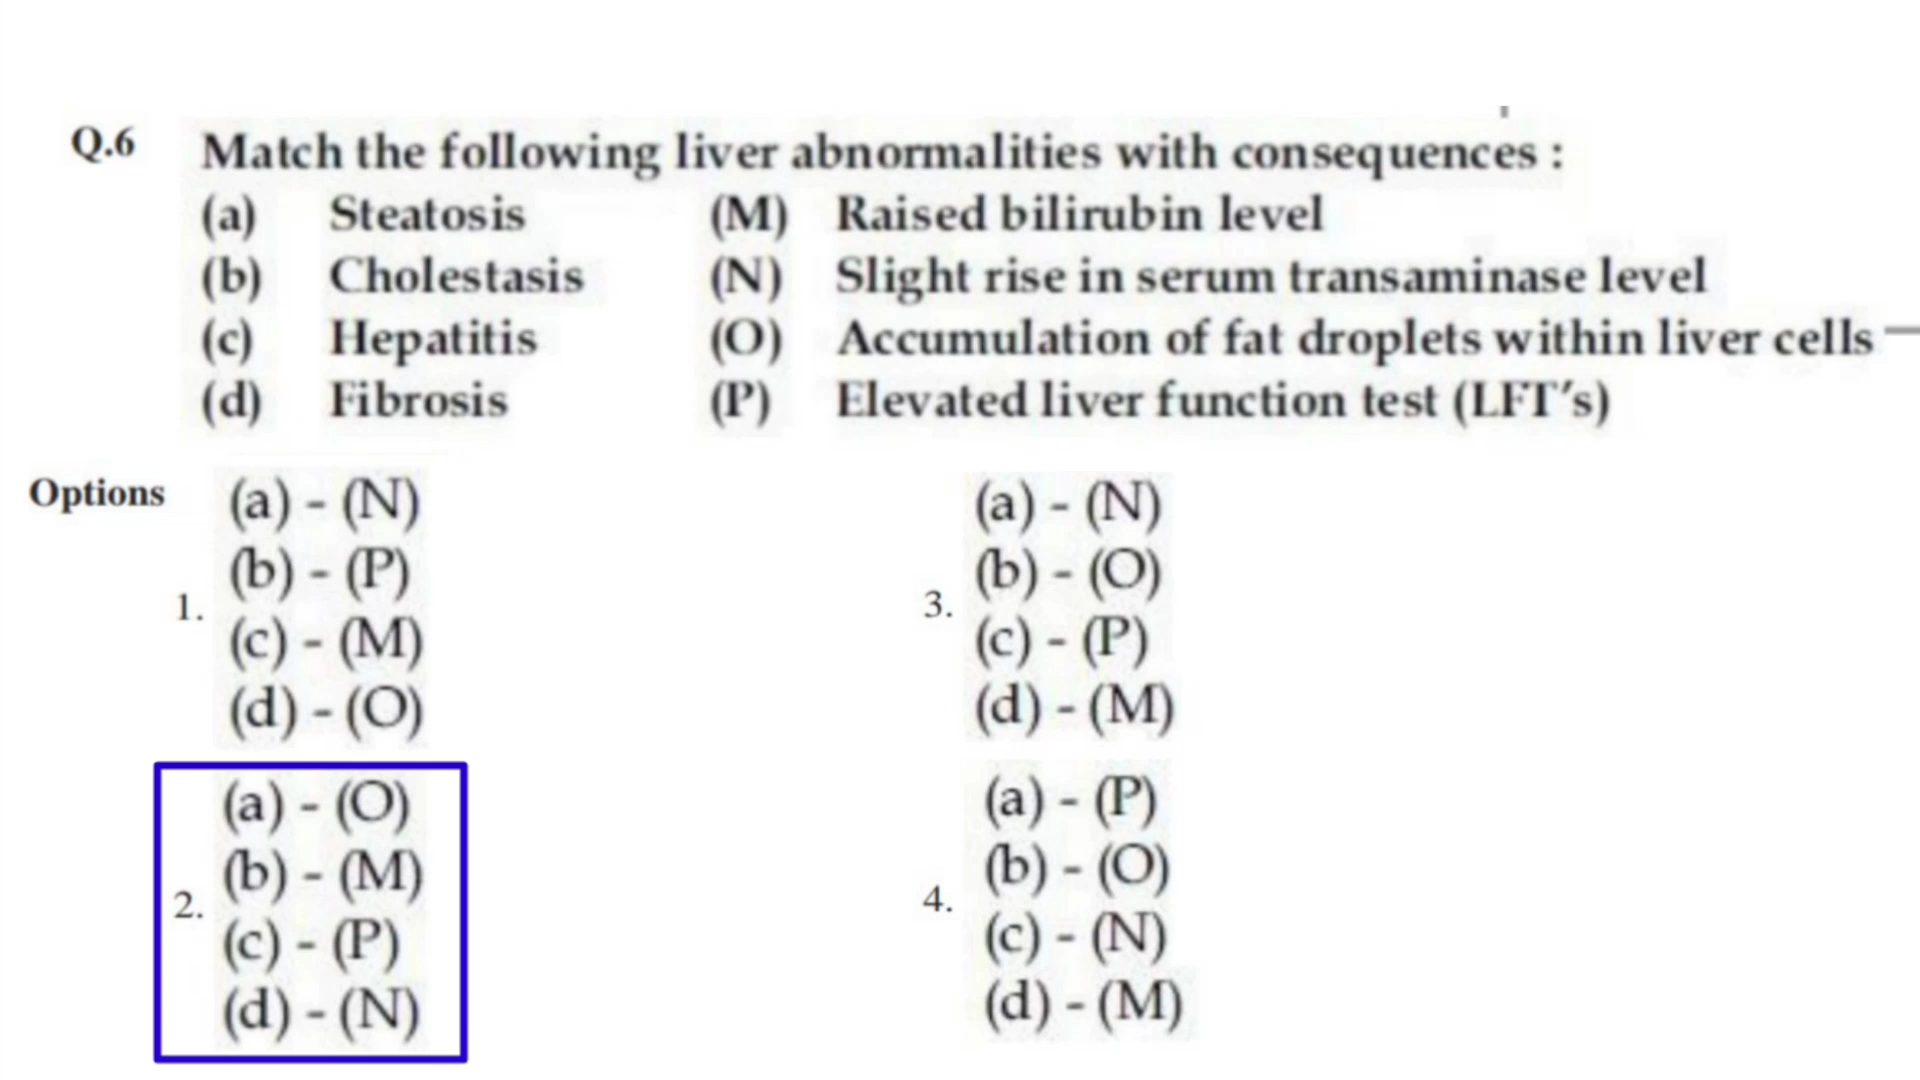 Q.6 Match the following liver abnormalities with consequences :
(a) Steatosis (M) Raised bilirubin level
(b) Cholestasis (N) Slight rise in serum transaminase level
(c) Hepatitis (O) Accumulation of fat droplets within liver cells
(d) Fibrosis (P) Elevated liver function test (LFT's)
Options
1.
(a) - (N)
(b) - (P)
(c) - (M)
(d) - (O)
2.
(a) - (O)
(b) - (M)
(c) - (P)
(d) - (N)
3.
(a) - (N)
(b) - (O)
(c) - (P)
(d) - (M)
4.
(a) - (P)
(b) - (O)
(c) - (N)
(d) - (M)